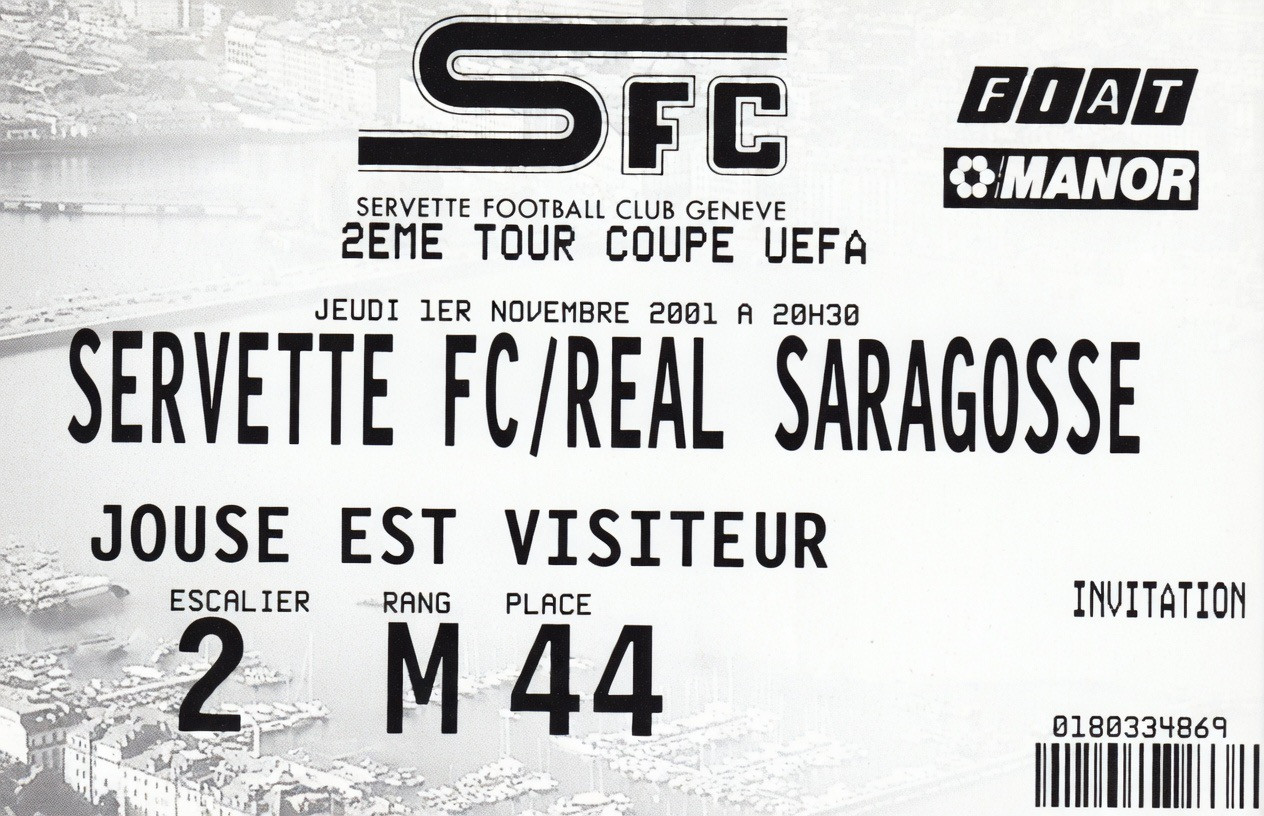 SFC
FIAT
MANOR
SERVETTE FOOTBALL CLUB GENEVE
2EME TOUR COUPE UEFA
JEUDI 1ER NOVEMBRE 2001 A 20H30
SERVETTE FC/REAL SARAGOSSE
JOUSE EST VISITEUR
ESCALIER RANG PLACE
INVITATION
2 M 44
0180334869